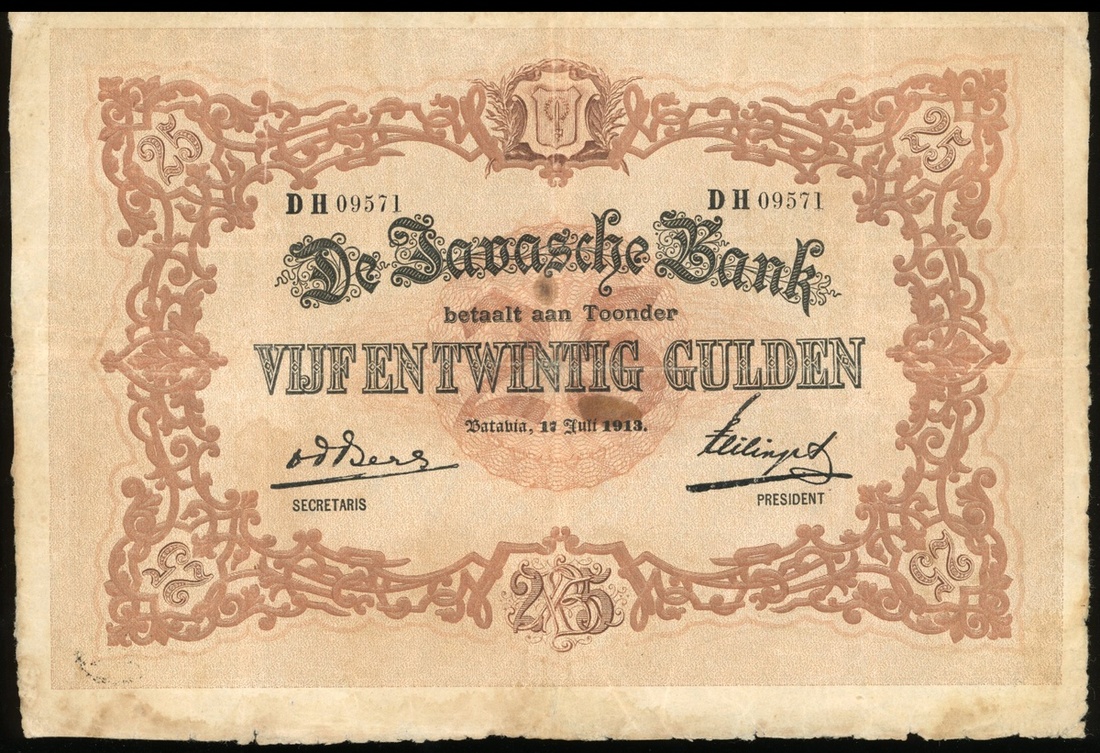 25 25
DH 09571 DH 09571
De Javasche Bank
betaalt aan Toonder
VIJF EN TWINTIG GULDEN
Batavia, 17 Juli 1913.
SECRETARIS PRESIDENT
25 25 25